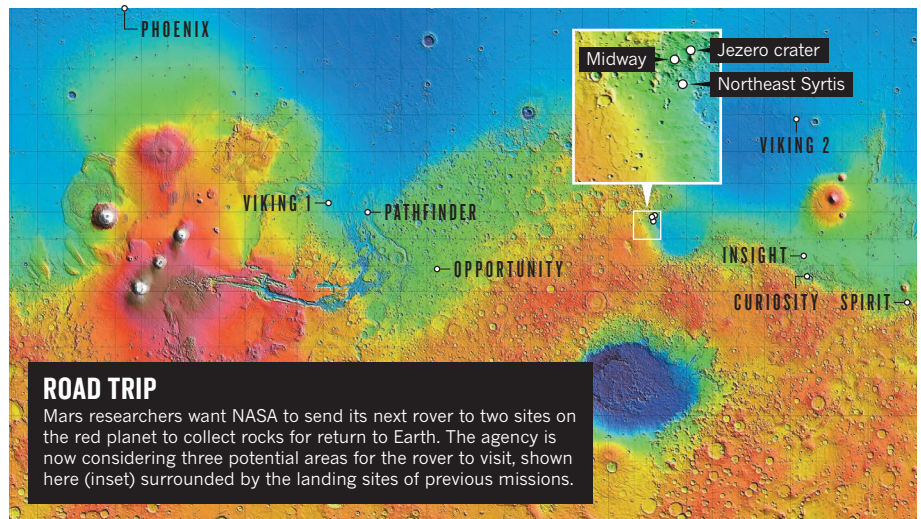 PHOENIX
Midway
Jezero crater
Northeast Syrtis
VIKING 2
VIKING 1
PATHFINDER
OPPORTUNITY
INSIGHT
CURIOSITY
SPIRIT
ROAD TRIP
Mars researchers want NASA to send its next rover to two sites on
the red planet to collect rocks for return to Earth. The agency is
now considering three potential areas for the rover to visit, shown
here (inset) surrounded by the landing sites of previous missions.